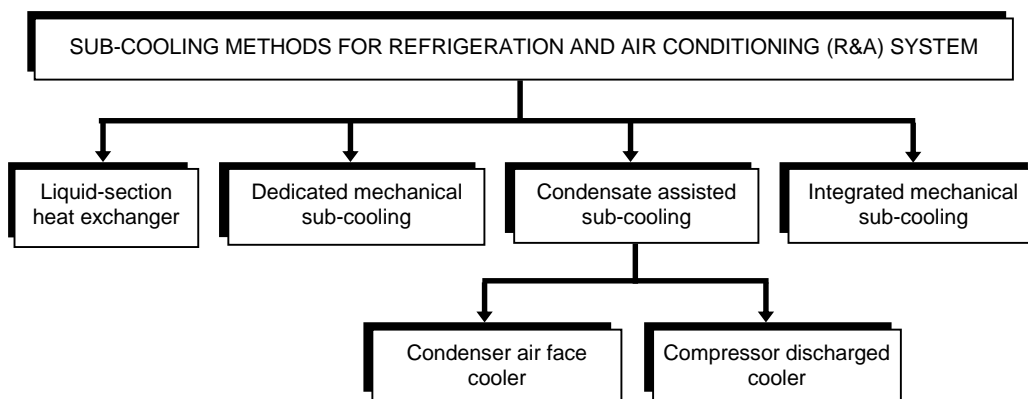 SUB-COOLING METHODS FOR REFRIGERATION AND AIR CONDITIONING (R&A) SYSTEM
Liquid-section
heat exchanger
Dedicated mechanical
sub-cooling
Condensate assisted
sub-cooling
Integrated mechanical
sub-cooling
Condenser air face
cooler
Compressor discharged
cooler